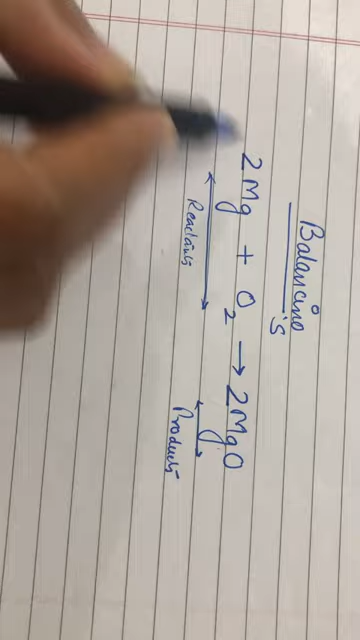 Balancing
2Mg + O₂ → 2MgO
Reactants Products